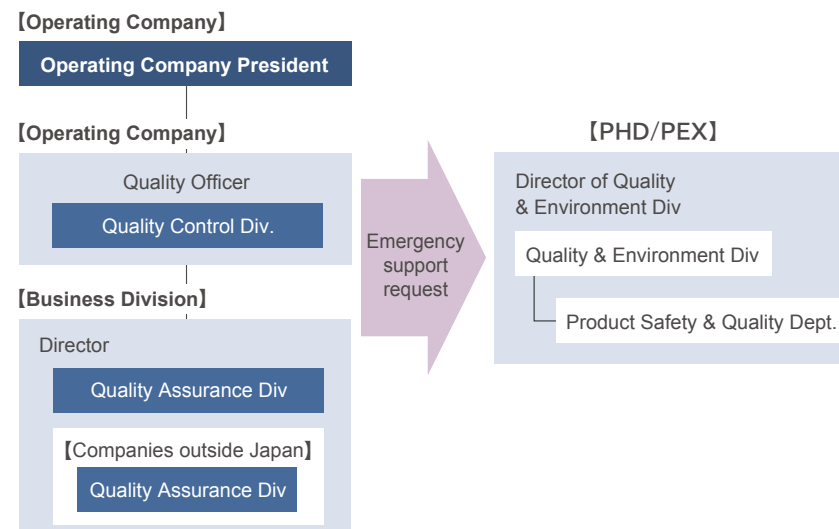 【Operating Company】
Operating Company President
【Operating Company】
Quality Officer
Quality Control Div.
【Business Division】
Director
Quality Assurance Div
【Companies outside Japan】
Quality Assurance Div
Emergency
support
request
【PHD/PEX】
Director of Quality
& Environment Div
Quality & Environment Div
Product Safety & Quality Dept.